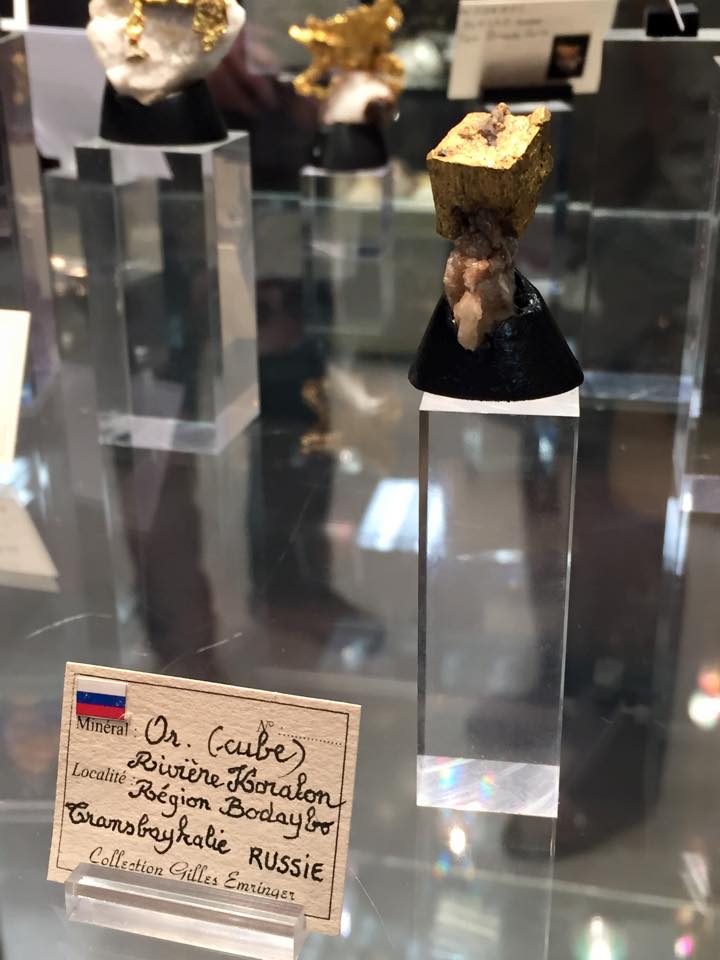 Minéral : Or. (cube) N°
Localité : Rivière Koralon
Région Bodaybo
Transbaykalie RUSSIE
Collection Gilles Emringer